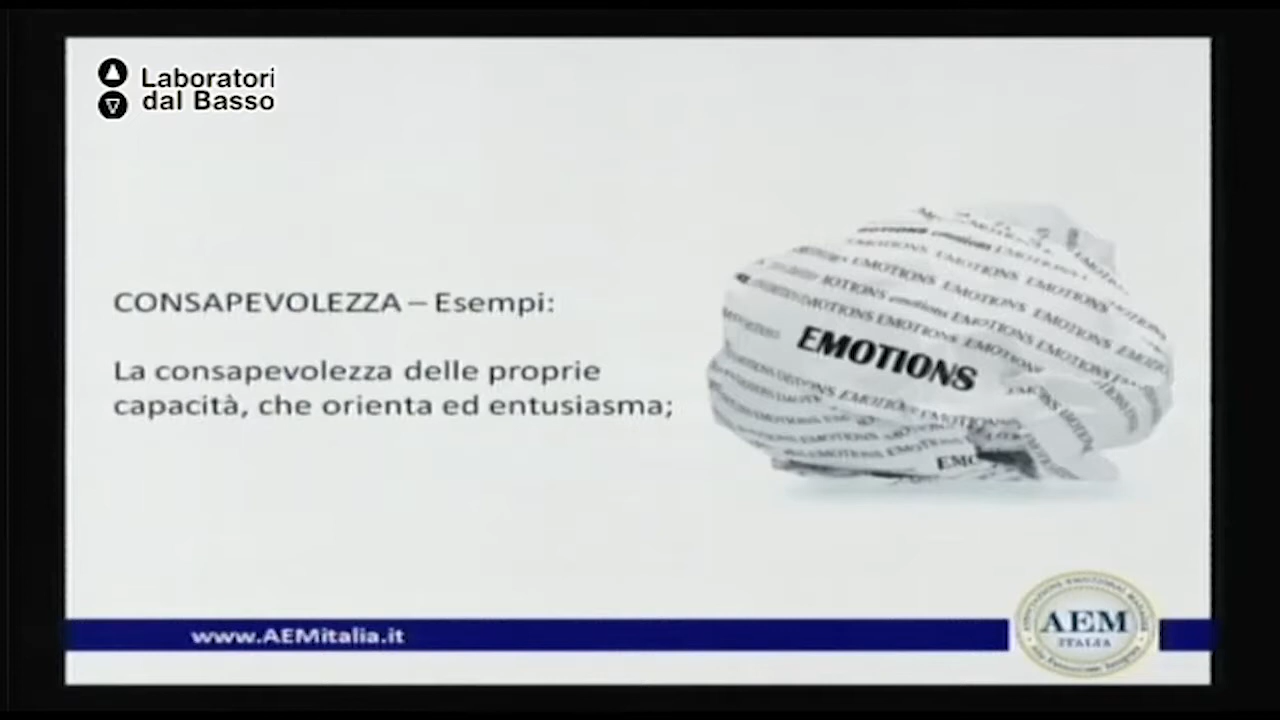 Laboratori
dal Basso
CONSAPEVOLEZZA – Esempi:
La consapevolezza delle proprie
capacità, che orienta ed entusiasma;
EMOTIONS
www.AEMitalia.it
AEM
ITALIA